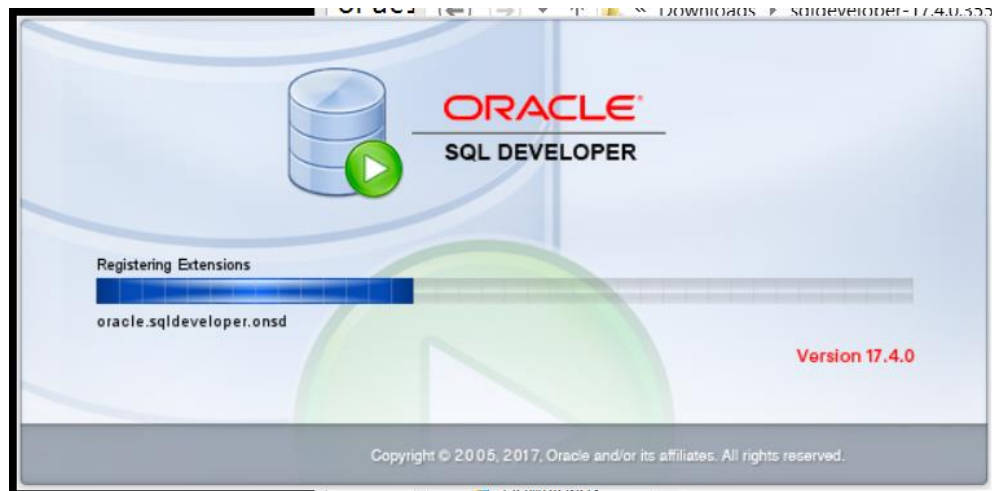 Downloads sqldeveloper-17.4.0.355
ORACLE
SQL DEVELOPER
Registering Extensions
oracle.sqldeveloper.onsd
Version 17.4.0
Copyright © 2005, 2017, Oracle and/or its affiliates. All rights reserved.